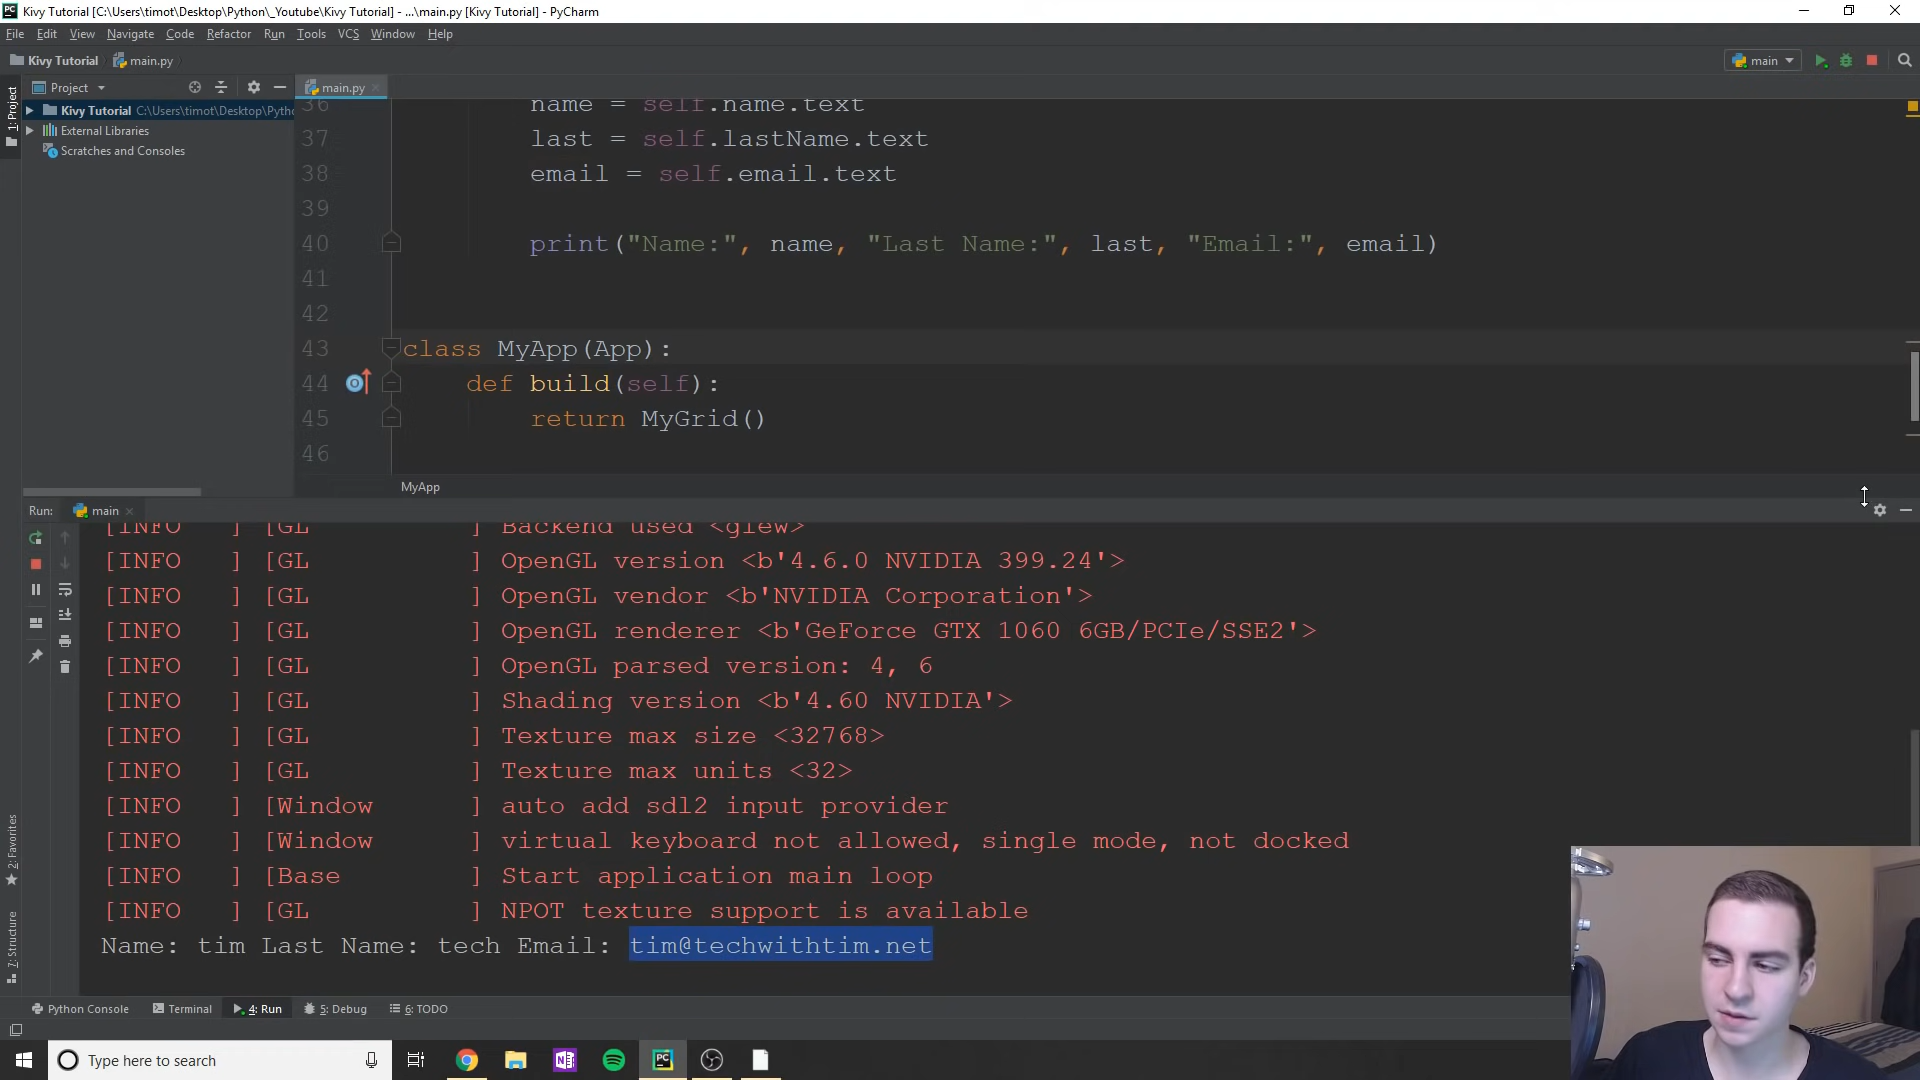 Kivy Tutorial [C:\Users\timot\Desktop\Python\_Youtube\Kivy Tutorial] - ...\main.py [Kivy Tutorial] - PyCharm
File Edit View Navigate Code Refactor Run Tools VCS Window Help
Kivy Tutorial main.py main
Project main.py
1: Project
Kivy Tutorial C:\Users\timot\Desktop\Pytho
External Libraries
Scratches and Consoles
36 name = self.name.text
37 last = self.lastName.text
38 email = self.email.text
39
40 print("Name:", name, "Last Name:", last, "Email:", email)
41
42
43 class MyApp(App):
44 def build(self):
45 return MyGrid()
46
MyApp
Run: main
[INFO ] [GL ] Backend used <glew>
[INFO ] [GL ] OpenGL version <b'4.6.0 NVIDIA 399.24'>
[INFO ] [GL ] OpenGL vendor <b'NVIDIA Corporation'>
[INFO ] [GL ] OpenGL renderer <b'GeForce GTX 1060 6GB/PCIe/SSE2'>
[INFO ] [GL ] OpenGL parsed version: 4, 6
[INFO ] [GL ] Shading version <b'4.60 NVIDIA'>
[INFO ] [GL ] Texture max size <32768>
[INFO ] [GL ] Texture max units <32>
[INFO ] [Window ] auto add sdl2 input provider
[INFO ] [Window ] virtual keyboard not allowed, single mode, not docked
[INFO ] [Base ] Start application main loop
[INFO ] [GL ] NPOT texture support is available
Name: tim Last Name: tech Email: tim@techwithtim.net
2: Favorites
7: Structure
Python Console Terminal 4: Run 5: Debug 6: TODO
Type here to search